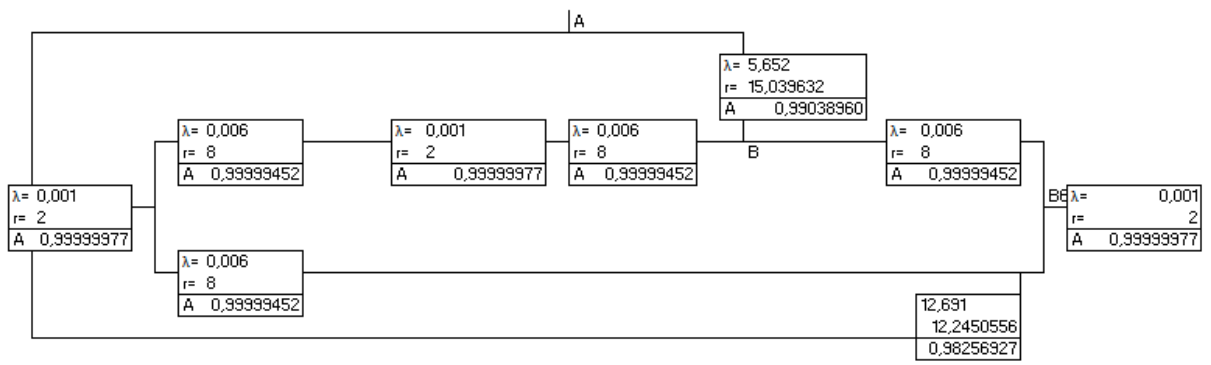 A
λ= 5,652
r= 15,039632
A 0,99038960
λ= 0,006
r= 8
A 0,99999452
λ= 0,001
r= 2
A 0,99999977
λ= 0,006
r= 8
A 0,99999452
B
λ= 0,006
r= 8
A 0,99999452
λ= 0,001
r= 2
A 0,99999977
B6
λ= 0,001
r= 2
A 0,99999977
λ= 0,006
r= 8
A 0,99999452
12,691
12,2450556
0,98256927